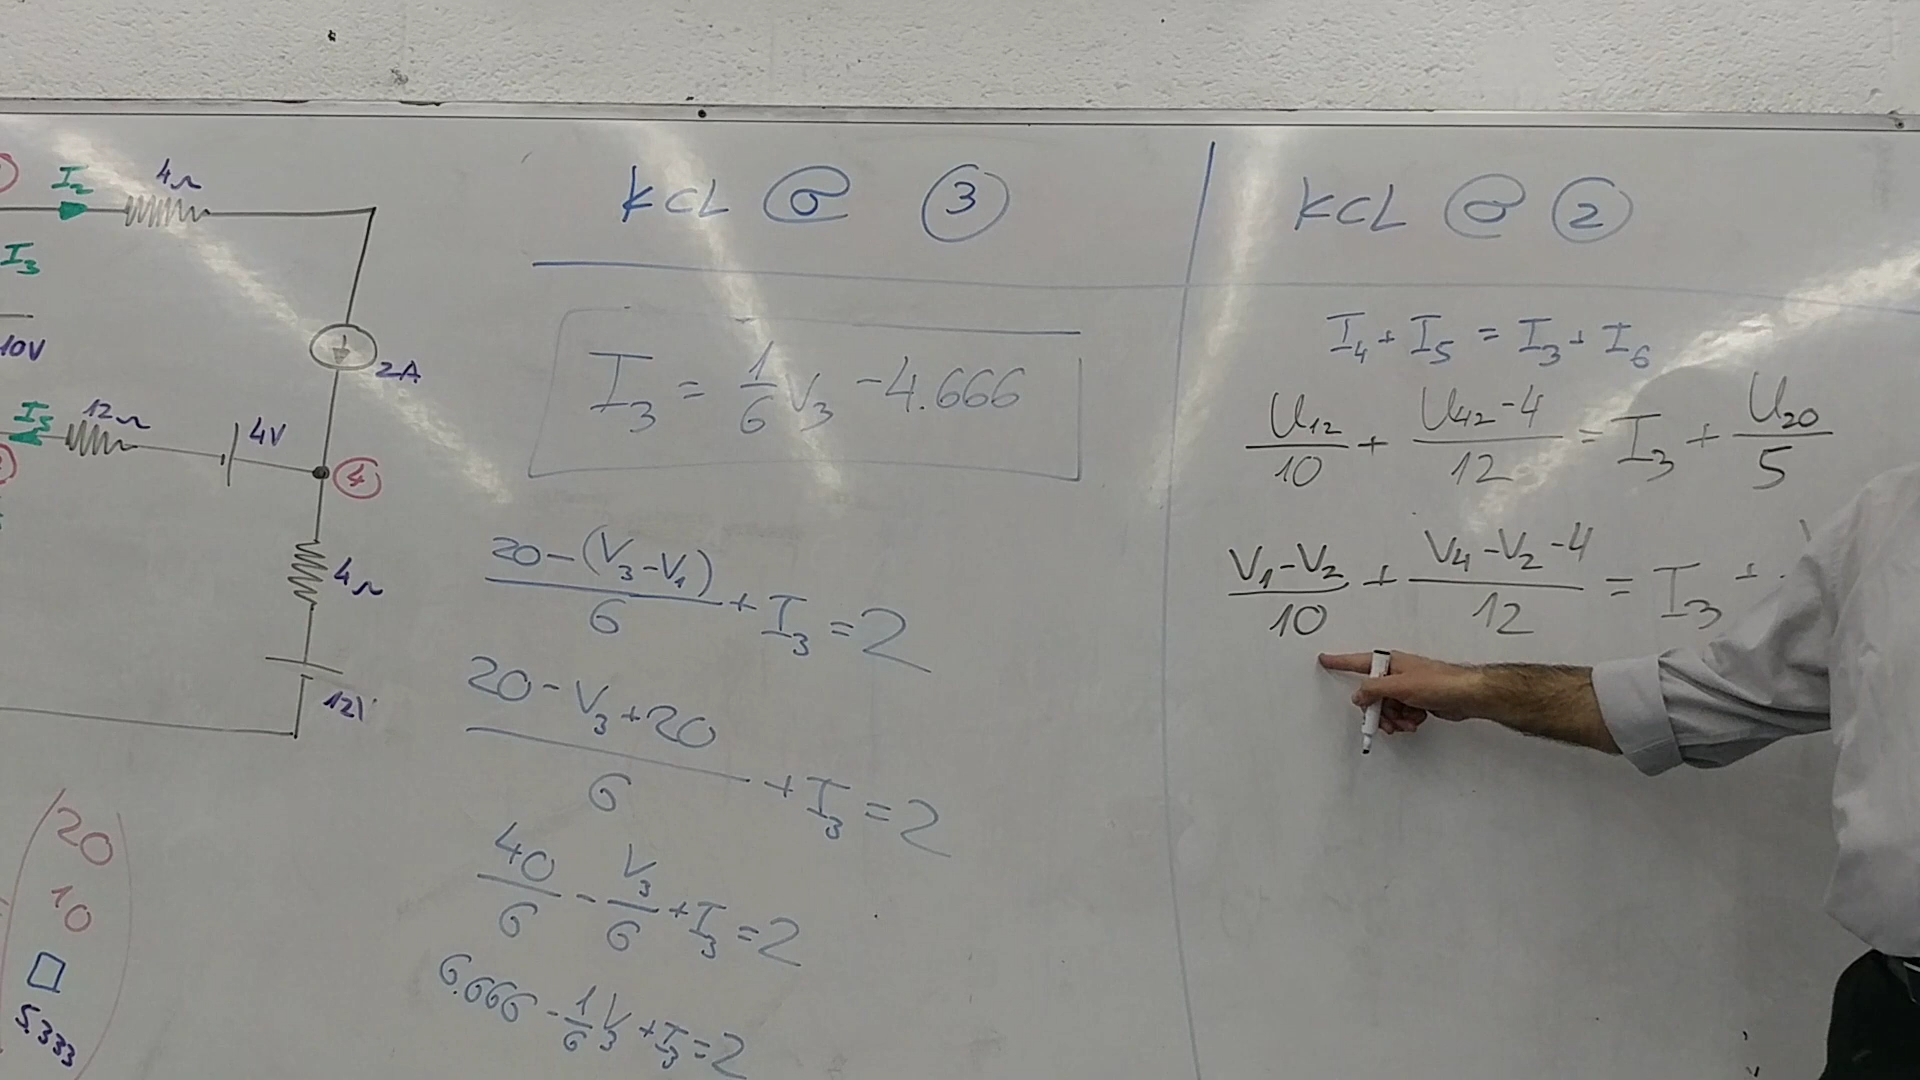 I₂ 4Ω
I₃
10V
2A
I₅ 12Ω 4V
④
4Ω
12V
20
10
□
5.333
KCL @ ③
I₃ = 1/6 V₃ - 4.666
(20 - (V₃ - V₁))/6 + I₃ = 2
(20 - V₃ + 20)/6 + I₃ = 2
40/6 - V₃/6 + I₃ = 2
6.666 - 1/6 V₃ + I₃ = 2
KCL @ ②
I₄ + I₅ = I₃ + I₆
U₁₂/10 + (U₄₂ - 4)/12 = I₃ + U₂₀/5
(V₁ - V₂)/10 + (V₄ - V₂ - 4)/12 = I₃ +